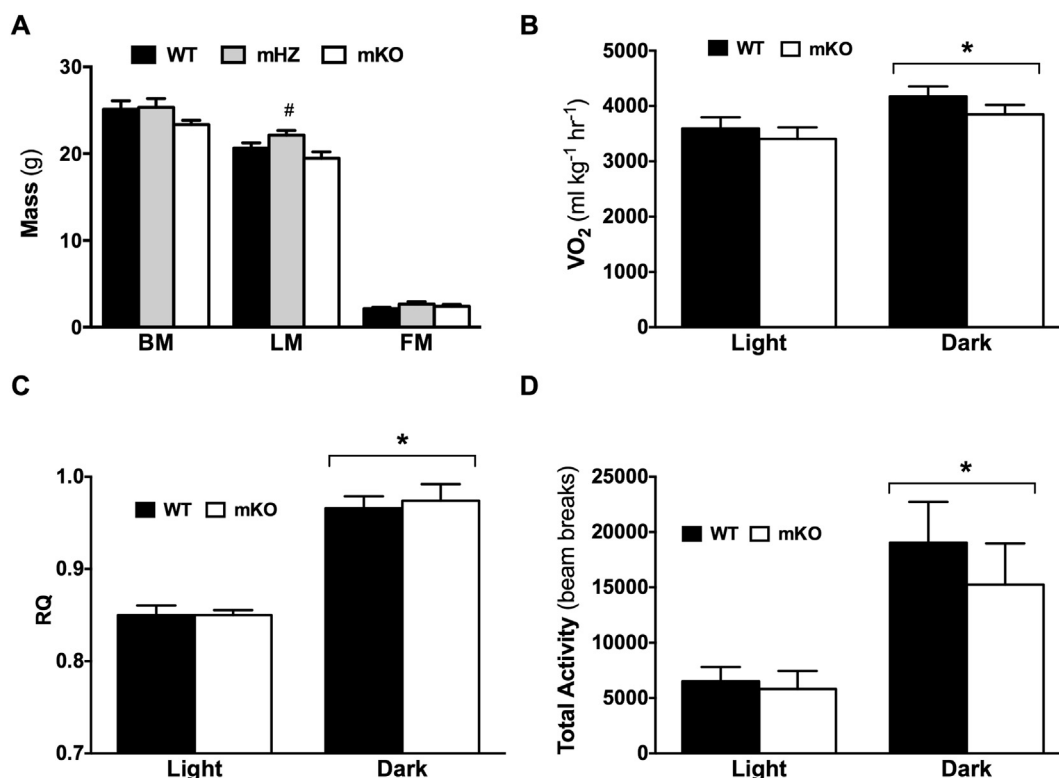 A
WT mHZ mKO
30
20
10
0
Mass (g)
#
BM LM FM
B
WT mKO
5000
4000
3000
2000
1000
0
VO2 (ml kg-1 hr-1)
*
Light Dark
C
WT mKO
1.0
0.9
0.8
0.7
RQ
*
Light Dark
D
WT mKO
25000
20000
15000
10000
5000
0
Total Activity (beam breaks)
*
Light Dark